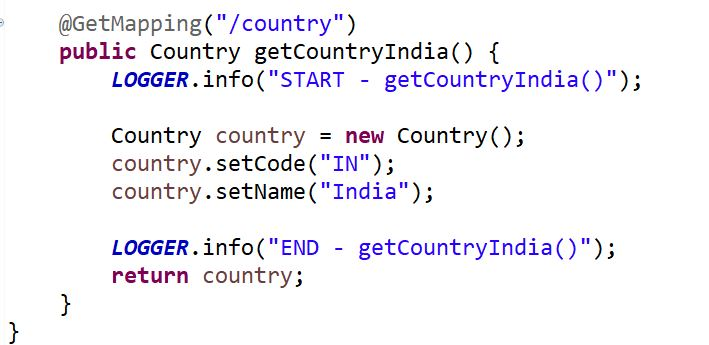 @GetMapping("/country")
public Country getCountryIndia() {
LOGGER.info("START - getCountryIndia()");
Country country = new Country();
country.setCode("IN");
country.setName("India");
LOGGER.info("END - getCountryIndia()");
return country;
}
}